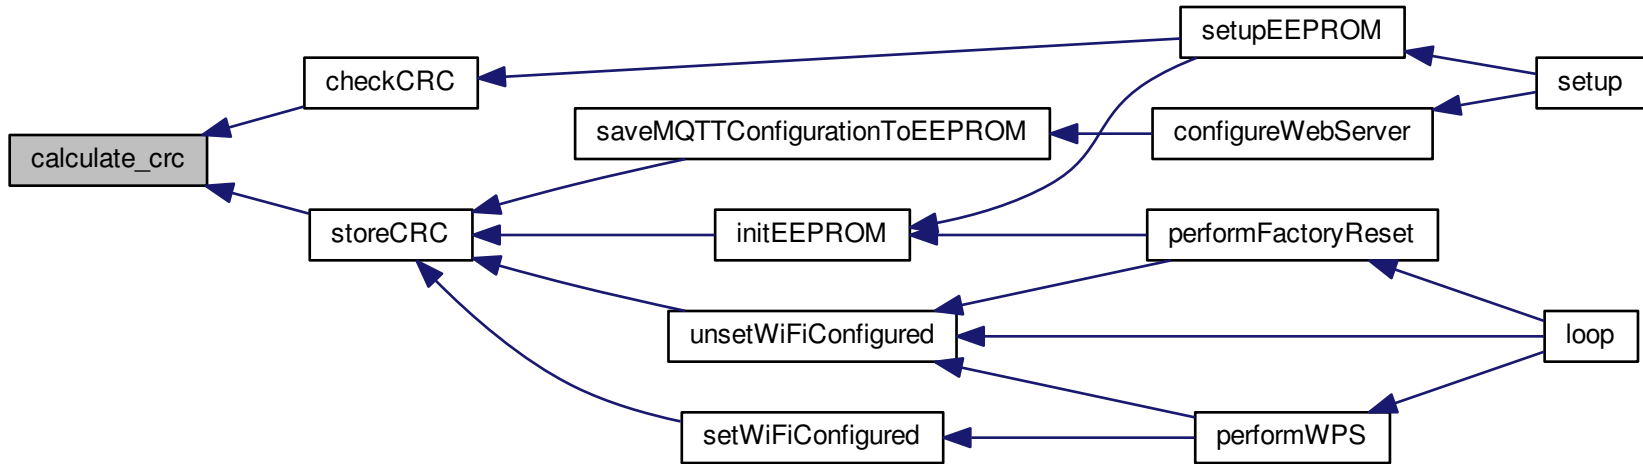 setupEEPROM
checkCRC
setup
saveMQTTConfigurationToEEPROM
configureWebServer
calculate_crc
storeCRC
initEEPROM
performFactoryReset
unsetWiFiConfigured
loop
setWiFiConfigured
performWPS